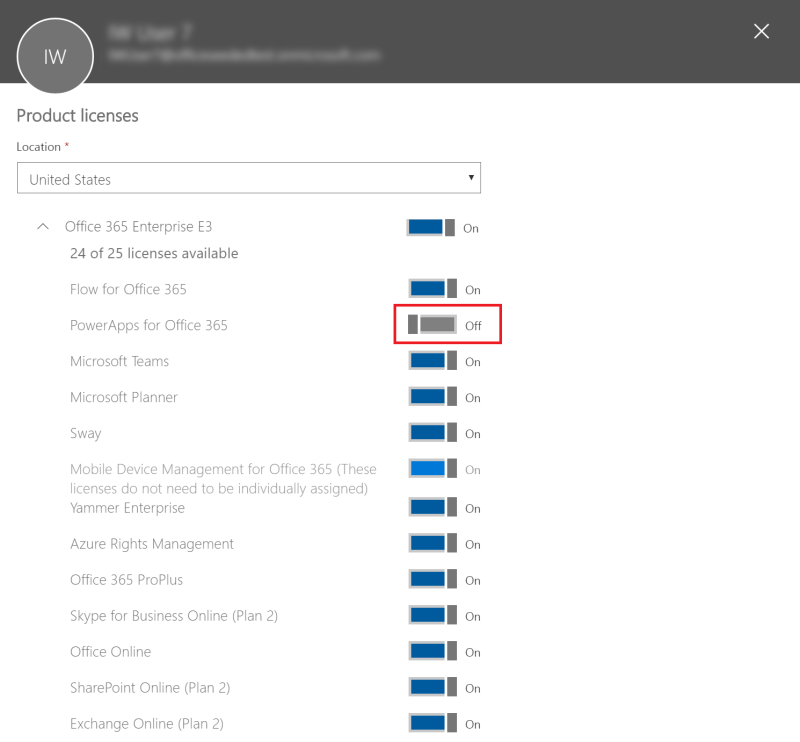 IW
Product licenses
Location *
United States
Office 365 Enterprise E3
On
24 of 25 licenses available
Flow for Office 365
On
PowerApps for Office 365
Off
Microsoft Teams
On
Microsoft Planner
On
Sway
On
Mobile Device Management for Office 365 (These
On
licenses do not need to be individually assigned)
Yammer Enterprise
On
Azure Rights Management
On
Office 365 ProPlus
On
Skype for Business Online (Plan 2)
On
Office Online
On
SharePoint Online (Plan 2)
On
Exchange Online (Plan 2)
On